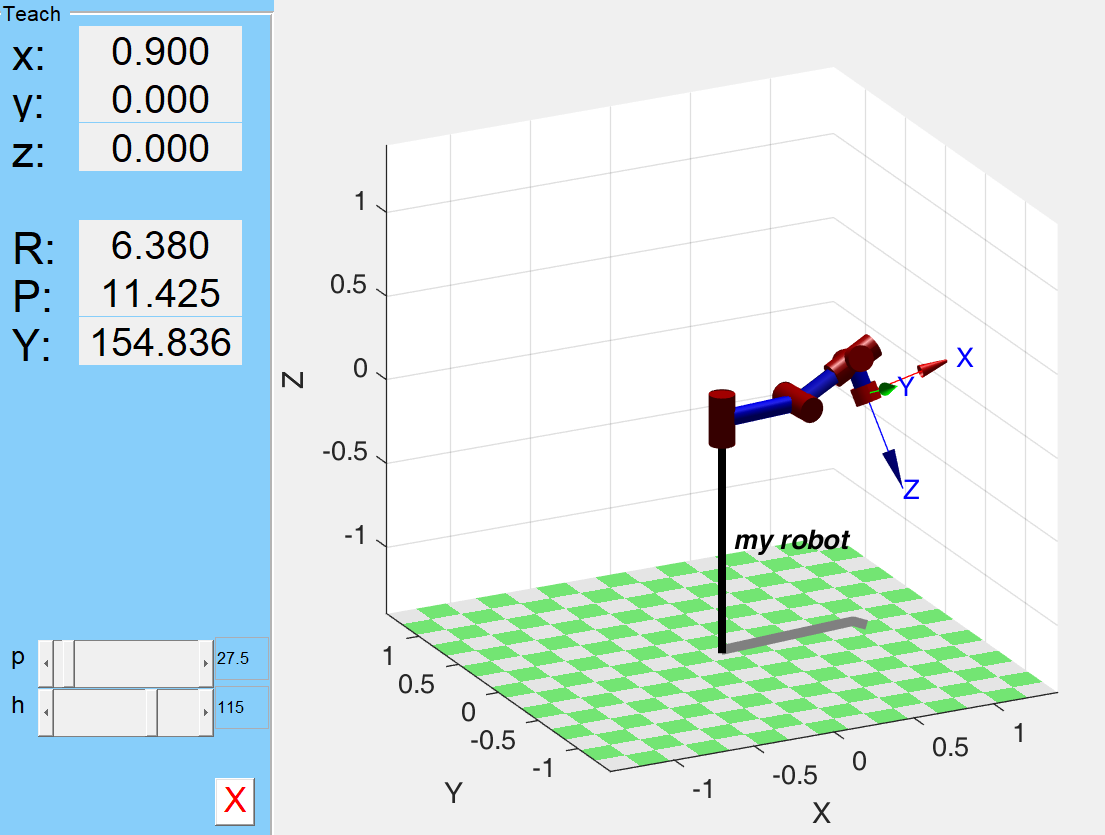 Teach
x: 0.900
y: 0.000
z: 0.000
R: 6.380
P: 11.425
Y: 154.836
p 27.5
h 115
X
Z
1
0.5
0
-0.5
-1
X
Y
Z
my robot
1
0.5
0
-0.5
-1
Y
-1
-0.5
0
0.5
1
X